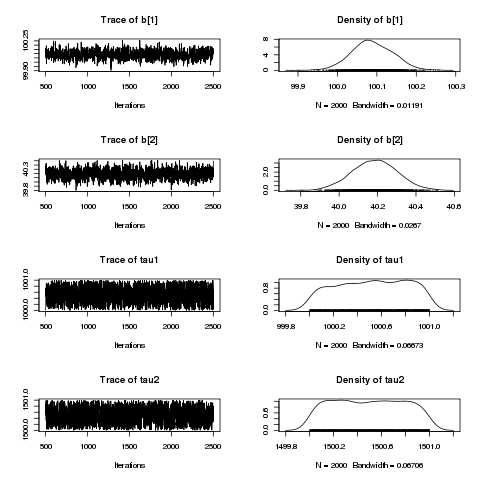 Trace of b[1]
99.90 100.25
500 1000 1500 2000 2500
Iterations
Density of b[1]
0 4 8
99.9 100.0 100.1 100.2 100.3
N = 2000 Bandwidth = 0.01191
Trace of b[2]
39.8 40.3
500 1000 1500 2000 2500
Iterations
Density of b[2]
0.0 2.0
39.8 40.0 40.2 40.4 40.6
N = 2000 Bandwidth = 0.0267
Trace of tau1
1000.0 1001.0
500 1000 1500 2000 2500
Iterations
Density of tau1
0.0 0.8
999.8 1000.2 1000.6 1001.0
N = 2000 Bandwidth = 0.06673
Trace of tau2
1500.0 1501.0
500 1000 1500 2000 2500
Iterations
Density of tau2
0.0 0.6
1499.8 1500.2 1500.6 1501.0
N = 2000 Bandwidth = 0.06706